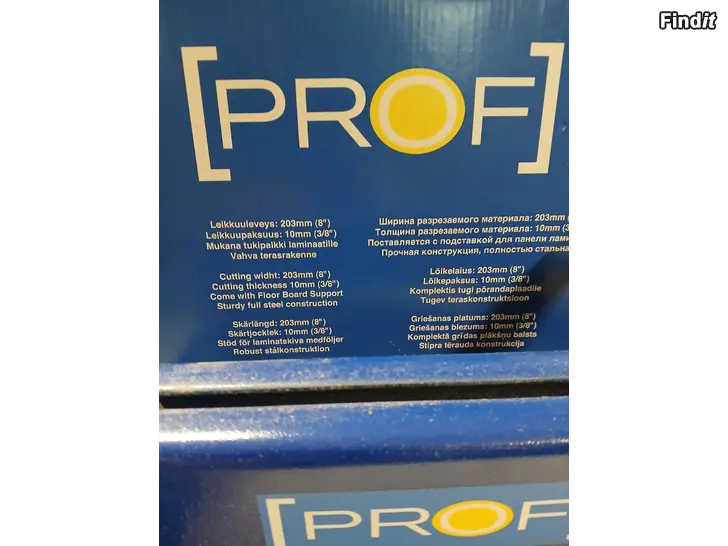 Findit
[PROF]
Leikkuuleveys: 203mm (8")
Leikkuupaksuus: 10mm (3/8")
Mukana tukipalkki laminaatille
Vahva terasrakenne
Cutting widht: 203mm (8")
Cutting thickness 10mm (3/8")
Come with Floor Board Support
Sturdy full steel construction
Skärlängd: 203mm (8")
Skärtjocklek: 10mm (3/8")
Stöd för laminatskiva medföljer
Robust stålkonstruktion
Ширина разрезаемого материала: 203mm (
Толщина разрезаемого материала: 10mm (3
Поставляется с подставкой для панели лами
Прочная конструкция, полностью стальна
Lõikelaius: 203mm (8")
Lõikepaksus: 10mm (3/8")
Komplektis tugi põrandaplaadile
Tugev teraskonstruktsioon
Griešanas platums: 203mm (8")
Griešanas biezums: 10mm (3/8")
Komplektā grīdas plākšņu balsts
Stipra tērauda konstrukcija
[PROF